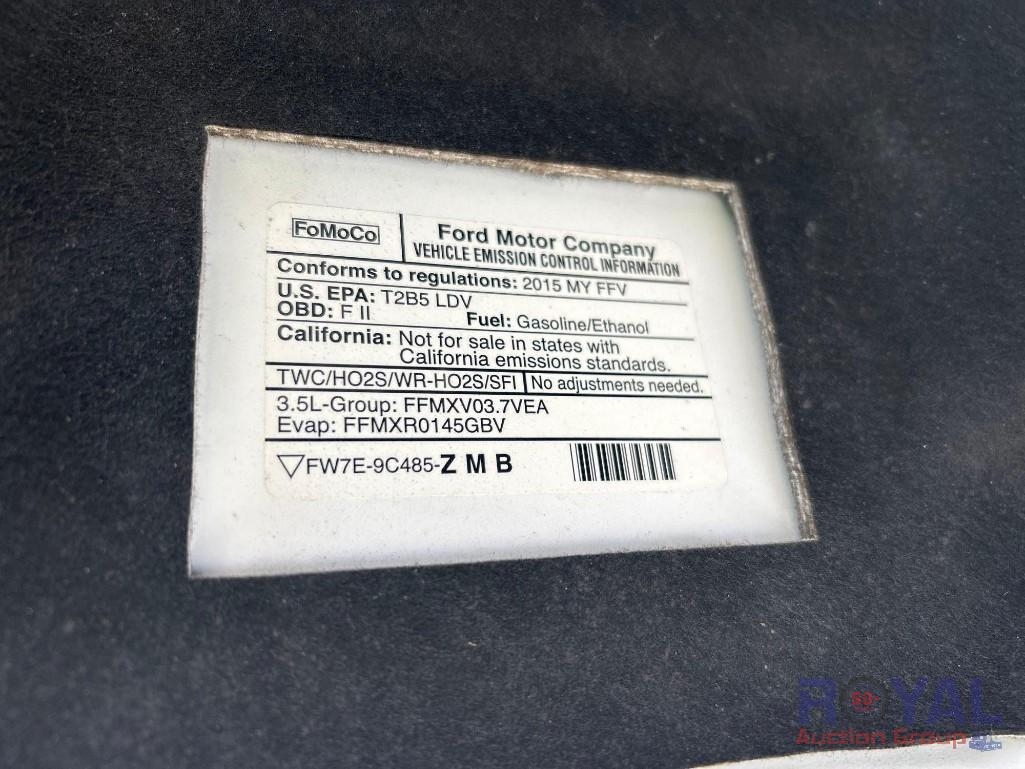 FoMoCo
Ford Motor Company
VEHICLE EMISSION CONTROL INFORMATION
Conforms to regulations: 2015 MY FFV
U.S. EPA: T2B5 LDV
OBD: F II Fuel: Gasoline/Ethanol
California: Not for sale in states with
California emissions standards.
TWC/HO2S/WR-HO2S/SFI No adjustments needed.
3.5L-Group: FFMXV03.7VEA
Evap: FFMXR0145GBV
▽FW7E-9C485-Z M B
ROYAL
Auction Group